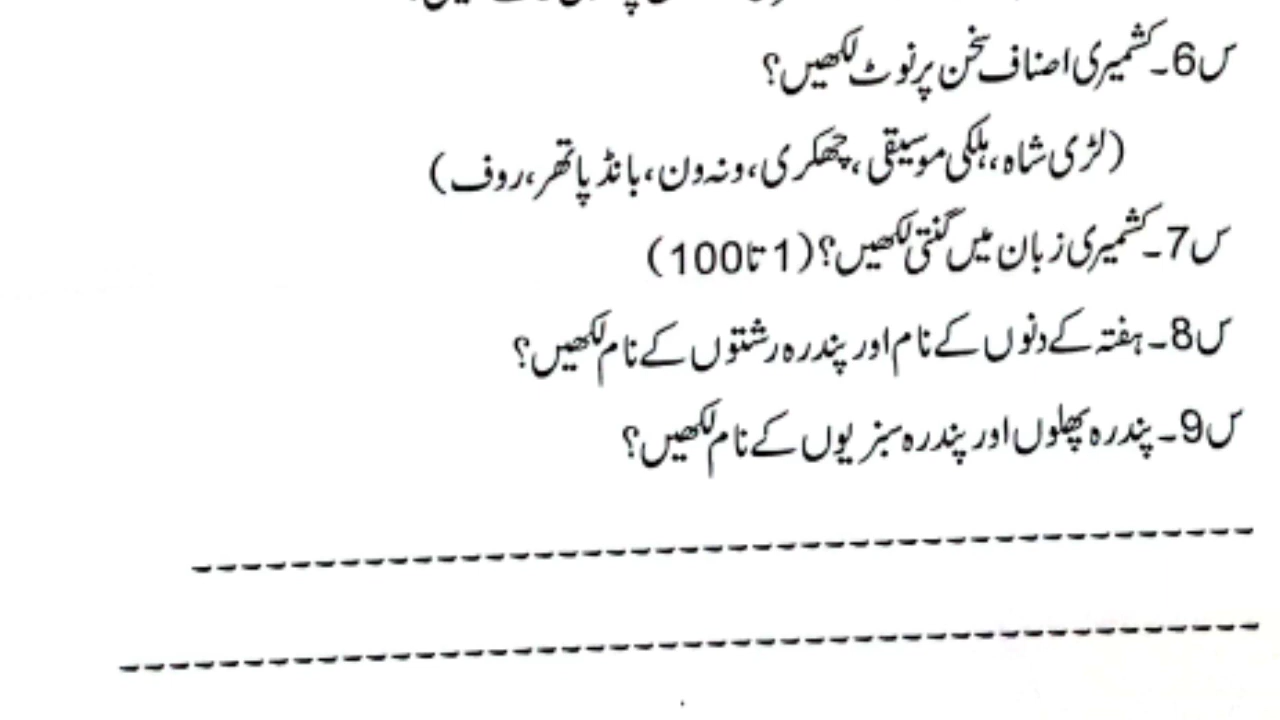 س6۔ کشمیری اصناف سخن پر نوٹ لکھیں؟
(لڑی شاہ، ہلکی موسیقی، چھکری، ونہ ون، بانڈ پاتھر، روف)
س7۔ کشمیری زبان میں گنتی لکھیں؟ (1 تا 100)
س8۔ ہفتہ کے دنوں کے نام اور پندرہ رشتوں کے نام لکھیں؟
س9۔ پندرہ پھلوں اور پندرہ سبزیوں کے نام لکھیں؟